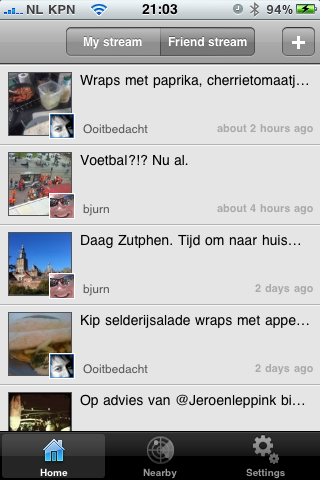 NL KPN 21:03 94%
My stream Friend stream +
Wraps met paprika, cherrietomaatj...
Ooitbedacht about 2 hours ago
Voetbal?!? Nu al.
bjurn about 4 hours ago
Daag Zutphen. Tijd om naar huis...
bjurn 2 days ago
Kip selderijsalade wraps met appe...
Ooitbedacht 2 days ago
Op advies van @Jeroenleppink bi...
Home Nearby Settings